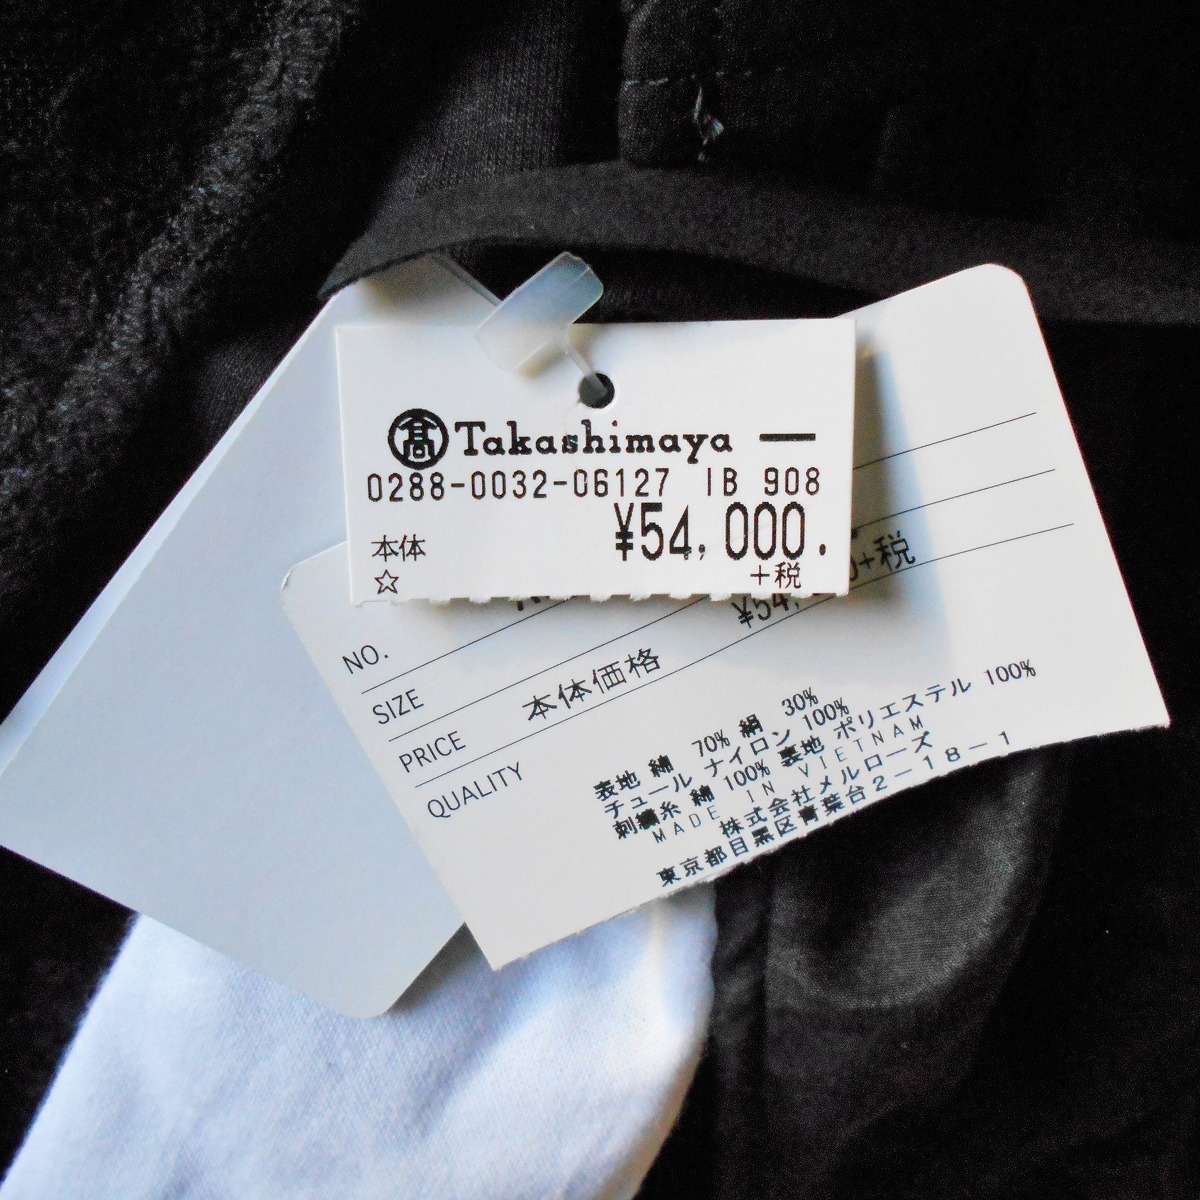 髙 Takashimaya
0288-0032-06127 IB 908
¥54,000.
本体
☆ +税
NO.
SIZE
PRICE 本体価格 ¥54, +税
QUALITY
表地 綿 70% 絹 30%
チュール ナイロン 100%
刺繍糸 綿 100% 裏地 ポリエステル 100%
MADE IN VIETNAM
株式会社メルローズ
東京都目黒区青葉台2-18-1